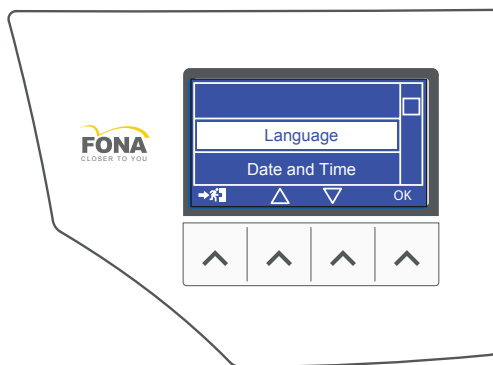 FONA
CLOSER TO YOU
Language
Date and Time
OK